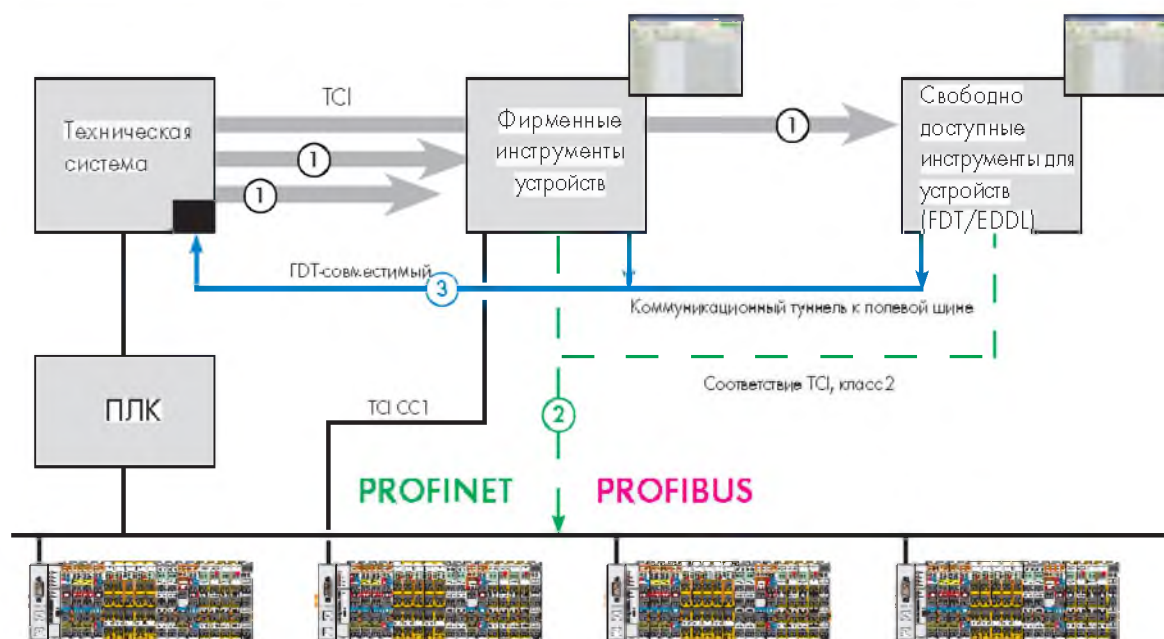 TCI
Техническая
система
1
1
Фирменные
инструменты
устройств
1
Свободно
доступные
инструменты для
устройств
(FDT/EDDL)
ГDT-совместимый
3
Коммуникационный туннель к полевой шине
Соответствие TCI, класс 2
ПЛК
TCI CC1
2
PROFINET
PROFIBUS